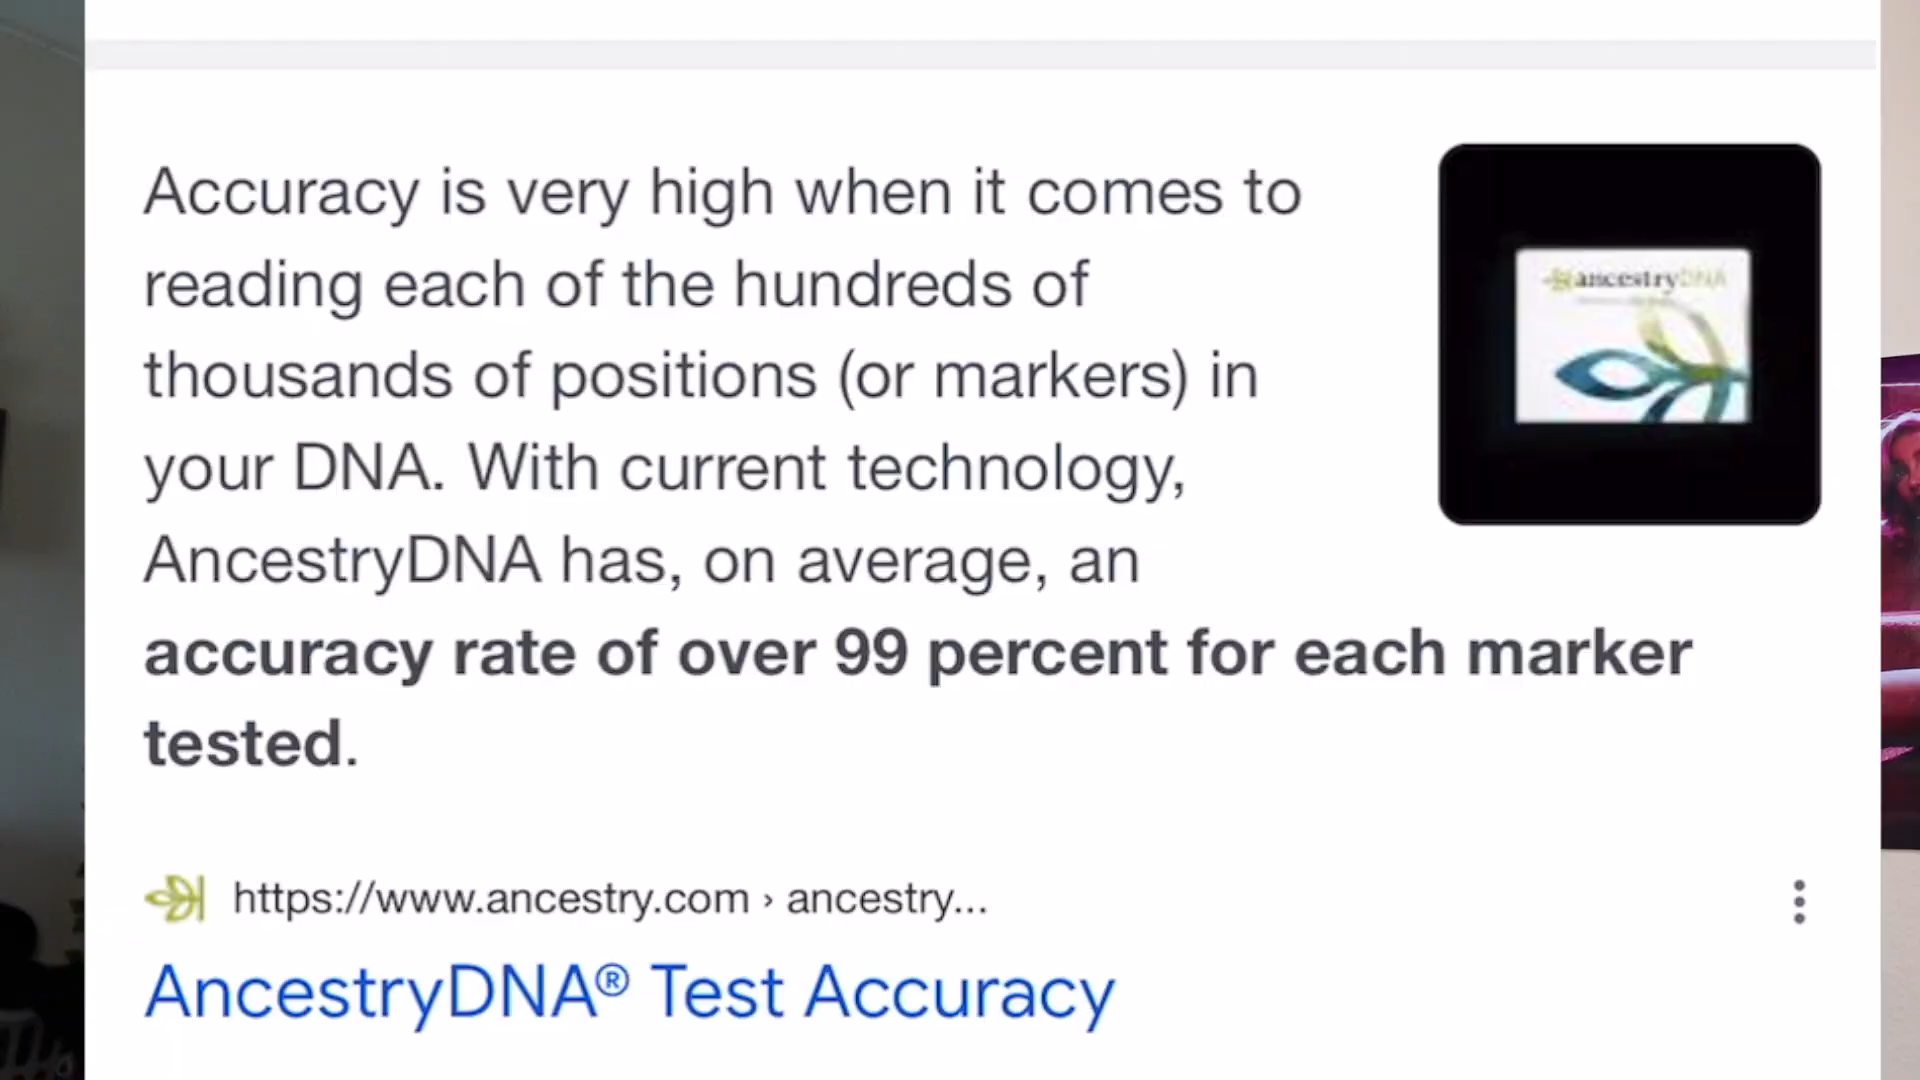 Accuracy is very high when it comes to
reading each of the hundreds of
thousands of positions (or markers) in
your DNA. With current technology,
AncestryDNA has, on average, an
accuracy rate of over 99 percent for each marker
tested.
ancestryDNA
https://www.ancestry.com › ancestry...
AncestryDNA® Test Accuracy